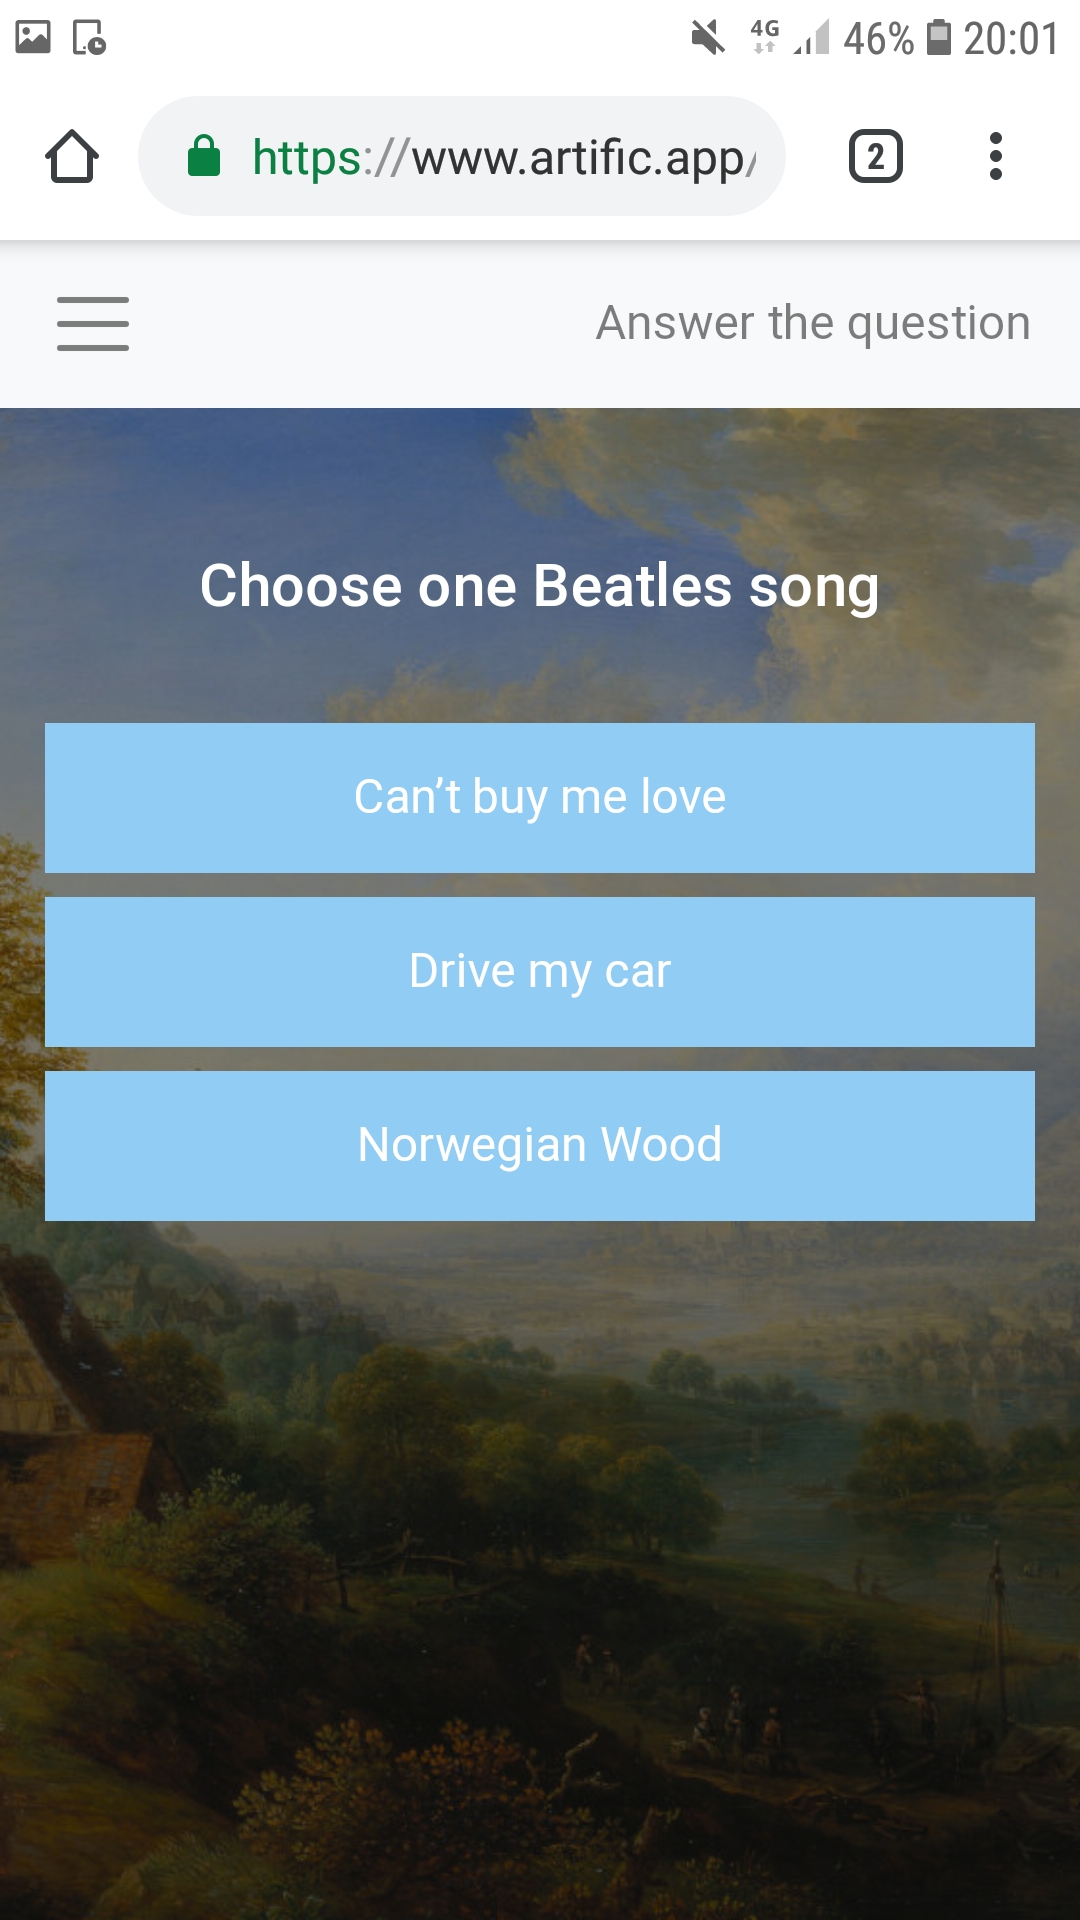 4G 46% 20:01
https://www.artific.app/
2
Answer the question
Choose one Beatles song
Can’t buy me love
Drive my car
Norwegian Wood